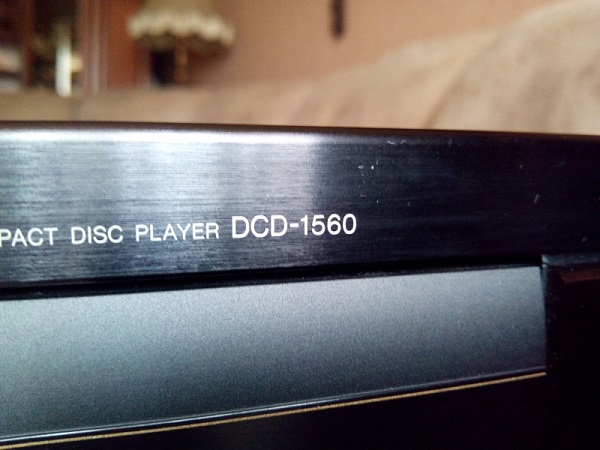 PACT DISC PLAYER DCD-1560